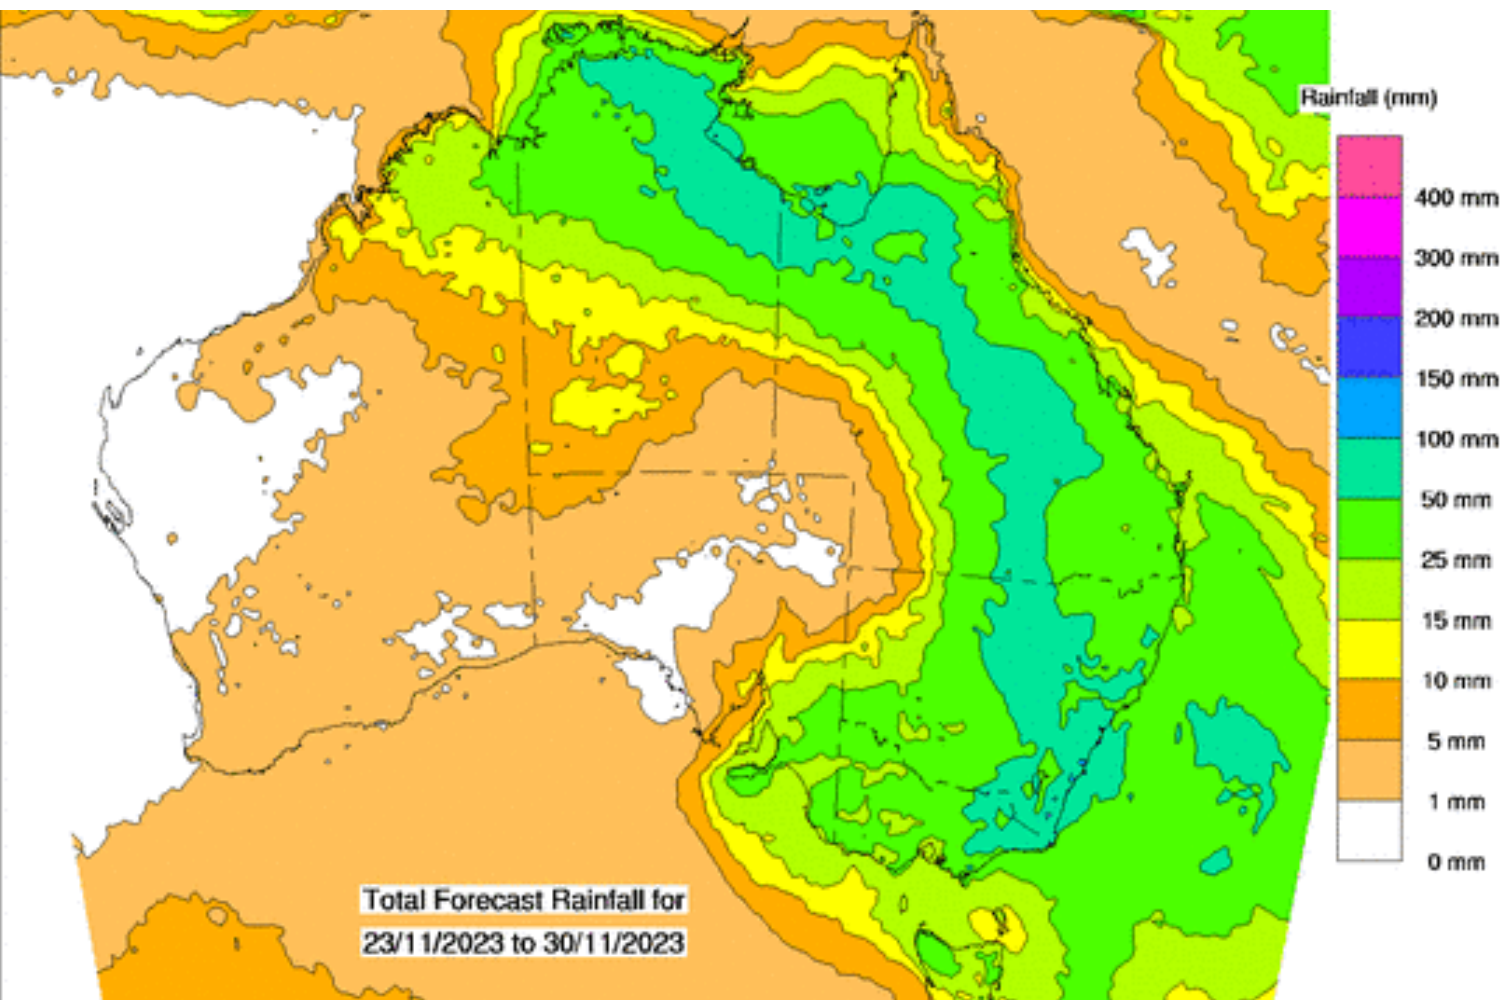 Rainfall (mm)
400 mm
300 mm
200 mm
150 mm
100 mm
50 mm
25 mm
15 mm
10 mm
5 mm
1 mm
0 mm
Total Forecast Rainfall for
23/11/2023 to 30/11/2023